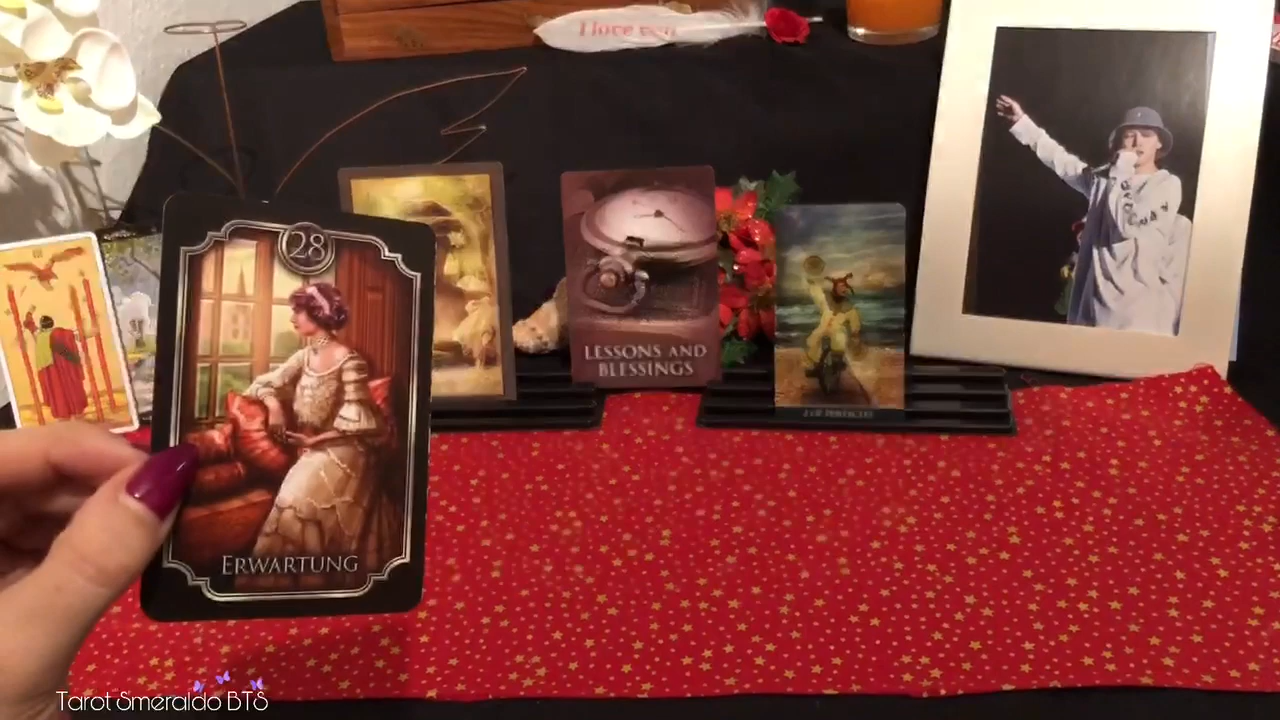 I love you
28
ERWARTUNG
LESSONS AND
BLESSINGS
Tarot Smeraldo BTS